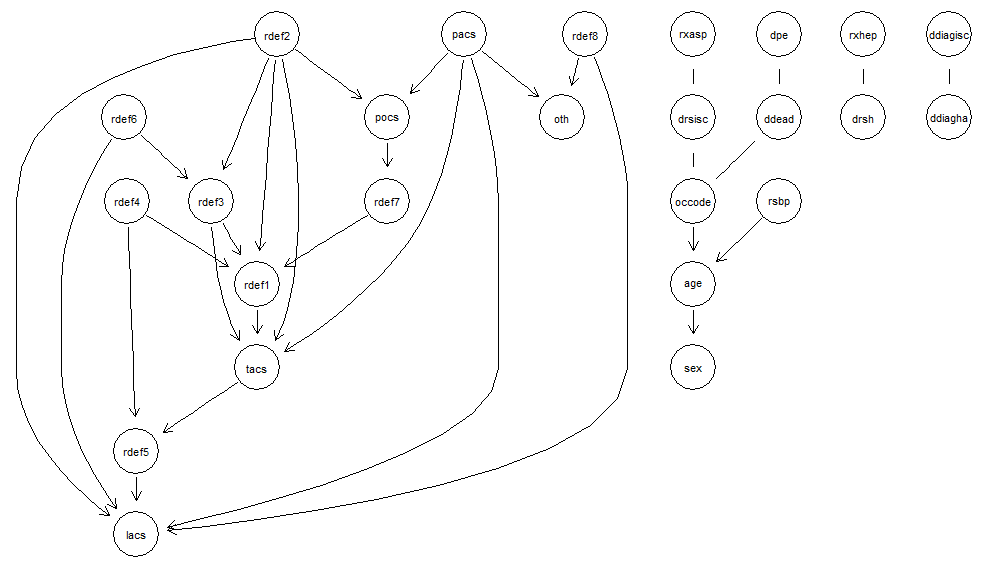 rdef2 pacs rdef8 rxasp dpe rxhep ddiagisc
rdef6 pocs oth drsisc ddead drsh ddiagha
rdef4 rdef3 rdef7 occode rsbp
rdef1 age
tacs sex
rdef5
lacs